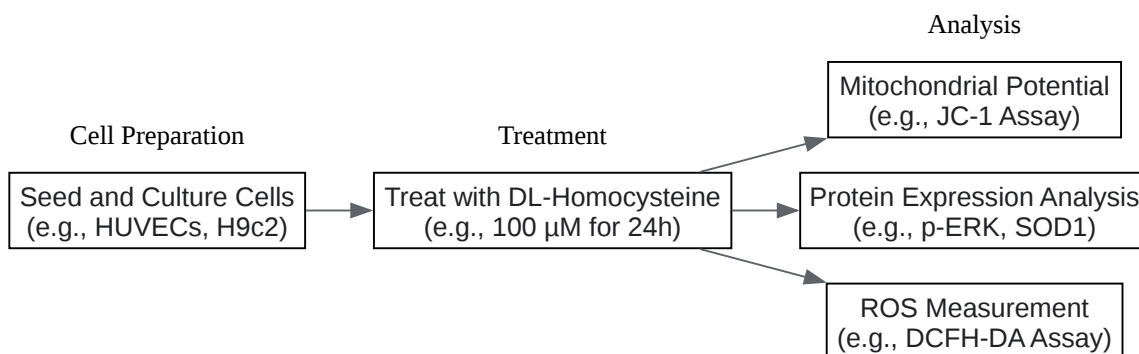 Cell Preparation
Seed and Culture Cells
(e.g., HUVECs, H9c2)
Treatment
Treat with DL-Homocysteine
(e.g., 100 µM for 24h)
Analysis
Mitochondrial Potential
(e.g., JC-1 Assay)
Protein Expression Analysis
(e.g., p-ERK, SOD1)
ROS Measurement
(e.g., DCFH-DA Assay)